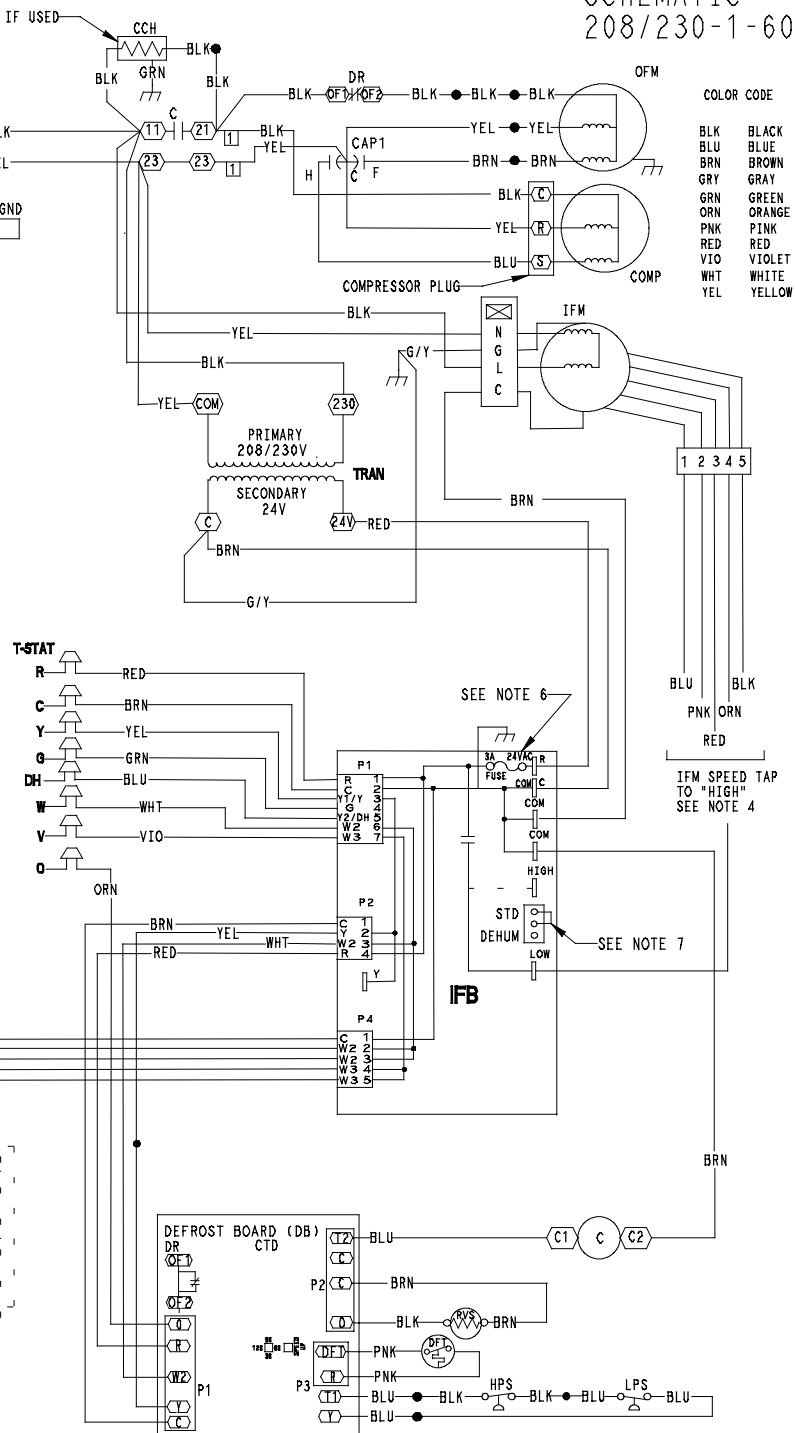 SCHEMATIC
208/230-1-60
IF USED
CCH
BLK
GRN
BLK
BLK
DR
BLK OF1 OF2 BLK BLK BLK
OFM
COLOR CODE
BLK BLACK
BLU BLUE
BRN BROWN
GRY GRAY
GRN GREEN
ORN ORANGE
PNK PINK
RED RED
VIO VIOLET
WHT WHITE
YEL YELLOW
11 C 21 1 BLK
YEL YEL
YEL
CAP1
23 23 1
H C F BRN BRN
GND
BLK C
YEL R
BLU S
COMPRESSOR PLUG
COMP
BLK
IFM
YEL N
G/Y G
BLK L
C
YEL COM 230
PRIMARY
208/230V
TRAN
SECONDARY
24V
C 24V RED
BRN
BRN
G/Y
1 2 3 4 5
T-STAT
R RED
C BRN
Y YEL
G GRN
DH BLU
W WHT
V VIO
O
ORN
SEE NOTE 6
BLU BLK
PNK ORN
RED
IFM SPEED TAP
TO "HIGH"
SEE NOTE 4
P1
R 1
C 2
Y1/Y 3
G 4
Y2/DH 5
W2 6
W3 7
3A 24VAC R
FUSE
COM C
COM
COM
HIGH
STD
DEHUM
SEE NOTE 7
LOW
P2
BRN C 1
YEL Y 2
WHT W2 3
RED R 4
Y
IFB
P4
C 1
W2 2
W2 3
W3 4
W3 5
BRN
DEFROST BOARD (DB)
CTD
DR
OF1
OF2
T2 BLU C1 C C2
C
P2 C BRN
O BLK RVS BRN
O
R
W2
P1
Y
C
DFT PNK DFT
P3 R PNK
T1 BLU BLK HPS BLK BLU LPS BLU
Y BLU